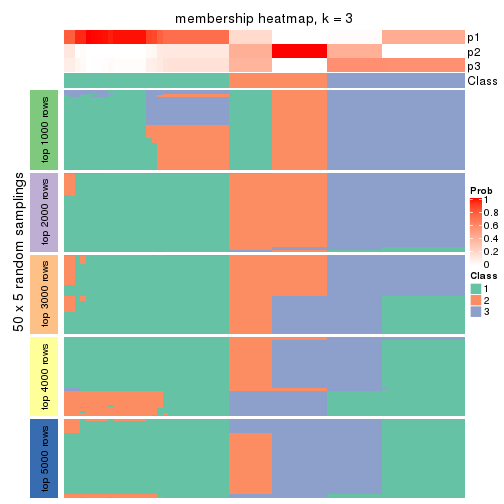 membership heatmap, k = 3
p1
p2
p3
Class
50 x 5 random samplings
top 1000 rows
top 2000 rows
top 3000 rows
top 4000 rows
top 5000 rows
Prob
1
0.8
0.6
0.4
0.2
0
Class
1
2
3